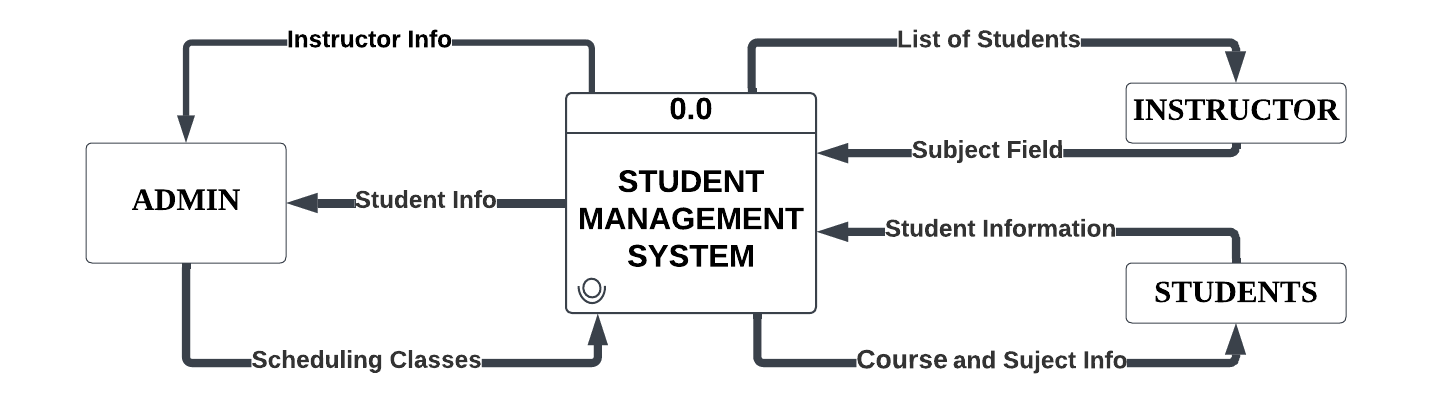 Instructor Info
List of Students
0.0
INSTRUCTOR
Subject Field
STUDENT
MANAGEMENT
SYSTEM
ADMIN
Student Info
Student Information
STUDENTS
Scheduling Classes
Course and Suject Info